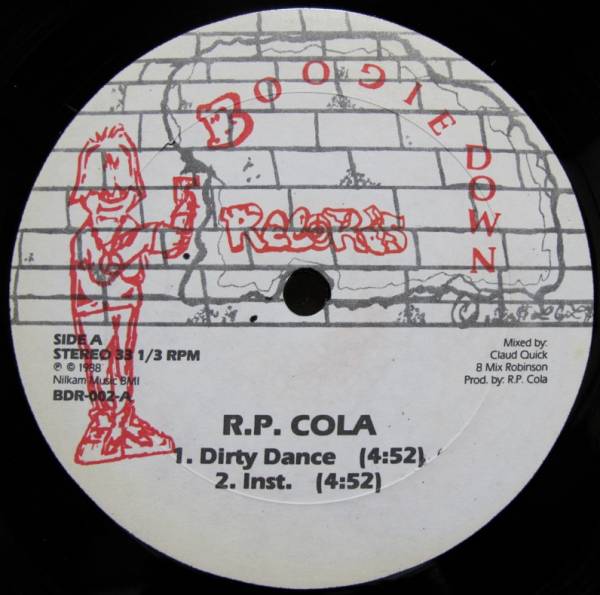 BOOGIE DOWN
RECORDS
SIDE A
STEREO 33 1/3 RPM
℗ © 1988
Nilkam Music BMI
BDR-002-A
Mixed by:
Claud Quick
8 Mix Robinson
Prod. by: R.P. Cola
R.P. COLA
1. Dirty Dance (4:52)
2. Inst. (4:52)